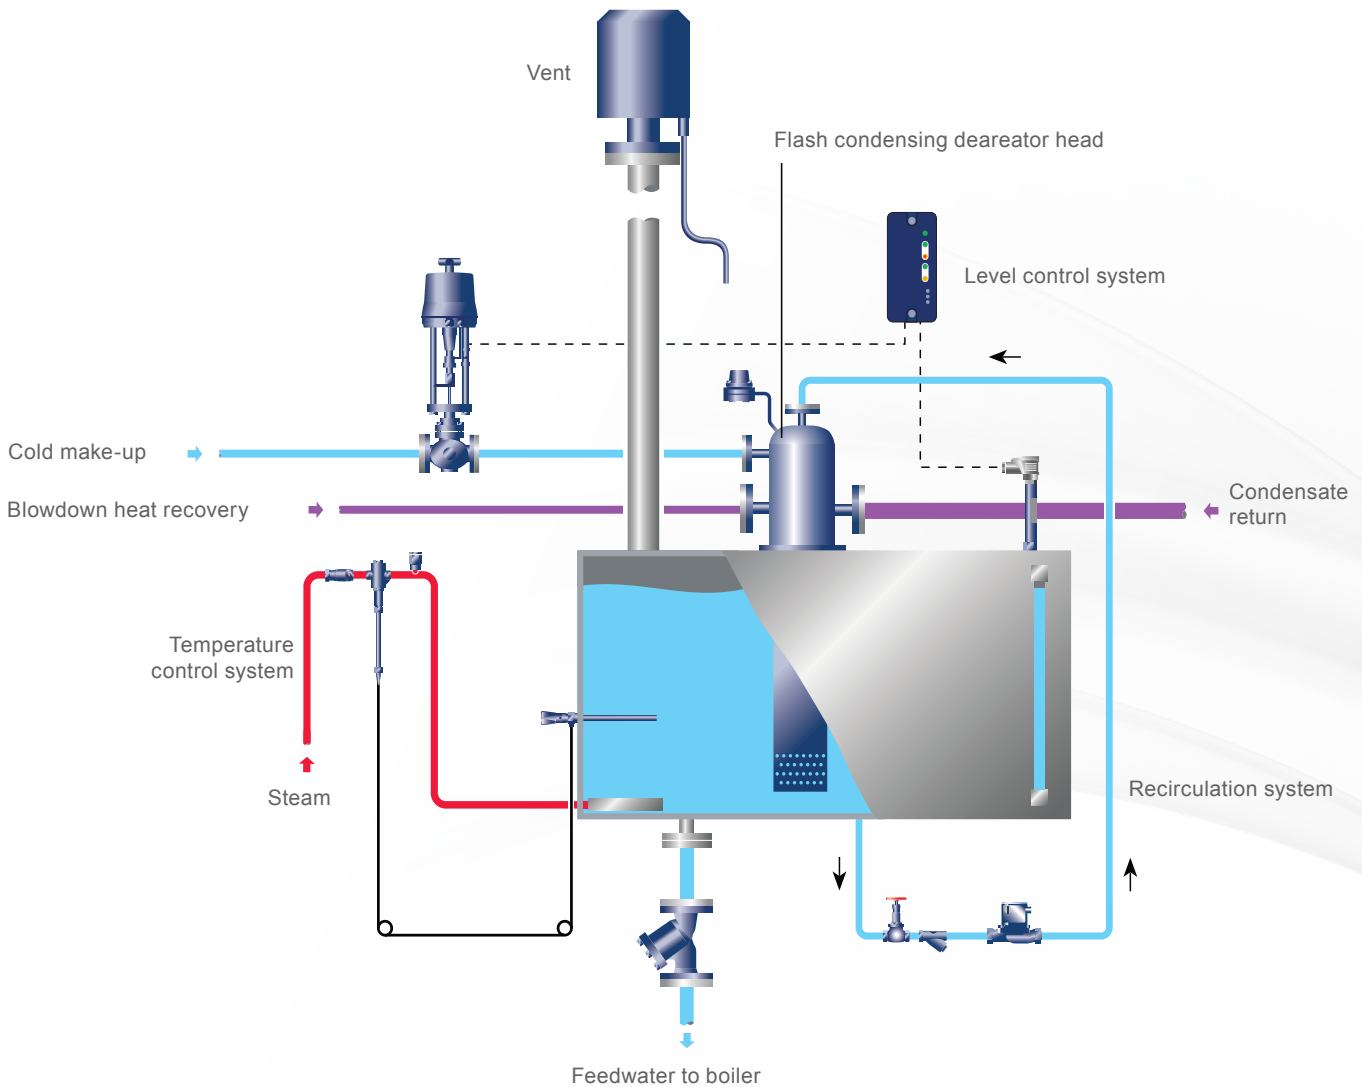 Vent
Flash condensing deareator head
Level control system
Cold make-up
Blowdown heat recovery
Condensate
return
Temperature
control system
Steam
Recirculation system
Feedwater to boiler